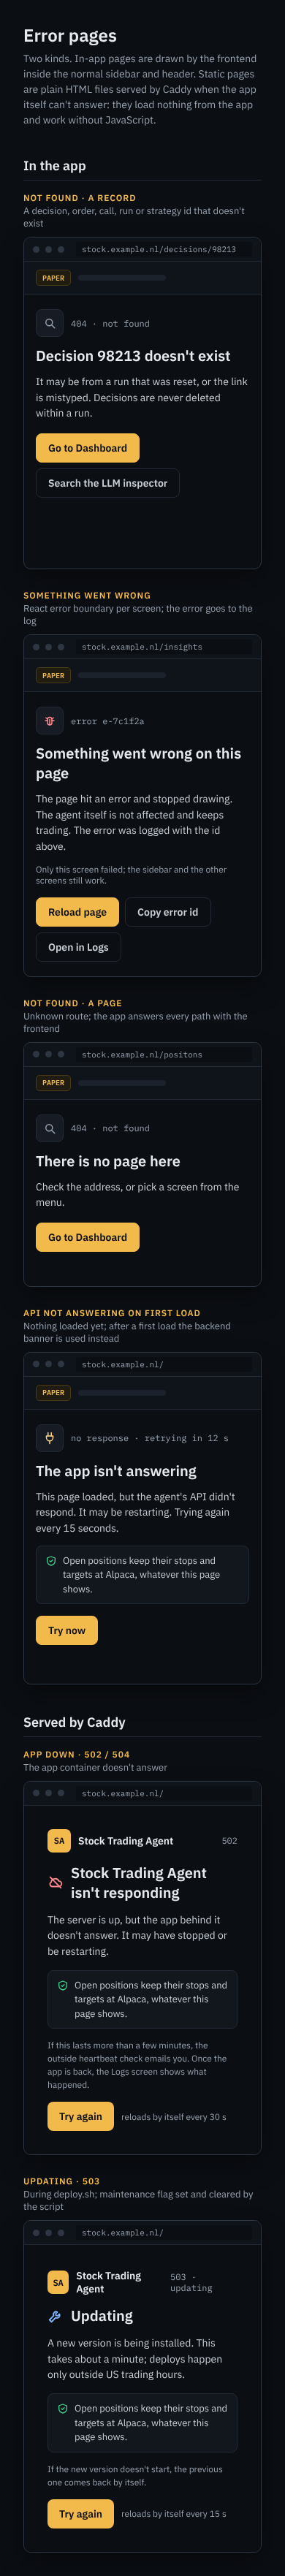 Error pages
Two kinds. In-app pages are drawn by the frontend
inside the normal sidebar and header. Static pages
are plain HTML files served by Caddy when the app
itself can't answer: they load nothing from the app
and work without JavaScript.
In the app
NOT FOUND · A RECORD
A decision, order, call, run or strategy id that doesn't
exist
stock.example.nl/decisions/98213
PAPER
404 · not found
Decision 98213 doesn't exist
It may be from a run that was reset, or the link
is mistyped. Decisions are never deleted
within a run.
Go to Dashboard
Search the LLM inspector
SOMETHING WENT WRONG
React error boundary per screen; the error goes to the
log
stock.example.nl/insights
PAPER
error e-7c1f2a
Something went wrong on this
page
The page hit an error and stopped drawing.
The agent itself is not affected and keeps
trading. The error was logged with the id
above.
Only this screen failed; the sidebar and the other
screens still work.
Reload page
Copy error id
Open in Logs
NOT FOUND · A PAGE
Unknown route; the app answers every path with the
frontend
stock.example.nl/positons
PAPER
404 · not found
There is no page here
Check the address, or pick a screen from the
menu.
Go to Dashboard
API NOT ANSWERING ON FIRST LOAD
Nothing loaded yet; after a first load the backend
banner is used instead
stock.example.nl/
PAPER
no response · retrying in 12 s
The app isn't answering
This page loaded, but the agent's API didn't
respond. It may be restarting. Trying again
every 15 seconds.
Open positions keep their stops and
targets at Alpaca, whatever this page
shows.
Try now
Served by Caddy
APP DOWN · 502 / 504
The app container doesn't answer
stock.example.nl/
SA
Stock Trading Agent
502
Stock Trading Agent
isn't responding
The server is up, but the app behind it
doesn't answer. It may have stopped or
be restarting.
Open positions keep their stops and
targets at Alpaca, whatever this
page shows.
If this lasts more than a few minutes, the
outside heartbeat check emails you. Once the
app is back, the Logs screen shows what
happened.
Try again
reloads by itself every 30 s
UPDATING · 503
During deploy.sh; maintenance flag set and cleared by
the script
stock.example.nl/
SA
Stock Trading
Agent
503 ·
updating
Updating
A new version is being installed. This
takes about a minute; deploys happen
only outside US trading hours.
Open positions keep their stops and
targets at Alpaca, whatever this
page shows.
If the new version doesn't start, the previous
one comes back by itself.
Try again
reloads by itself every 15 s